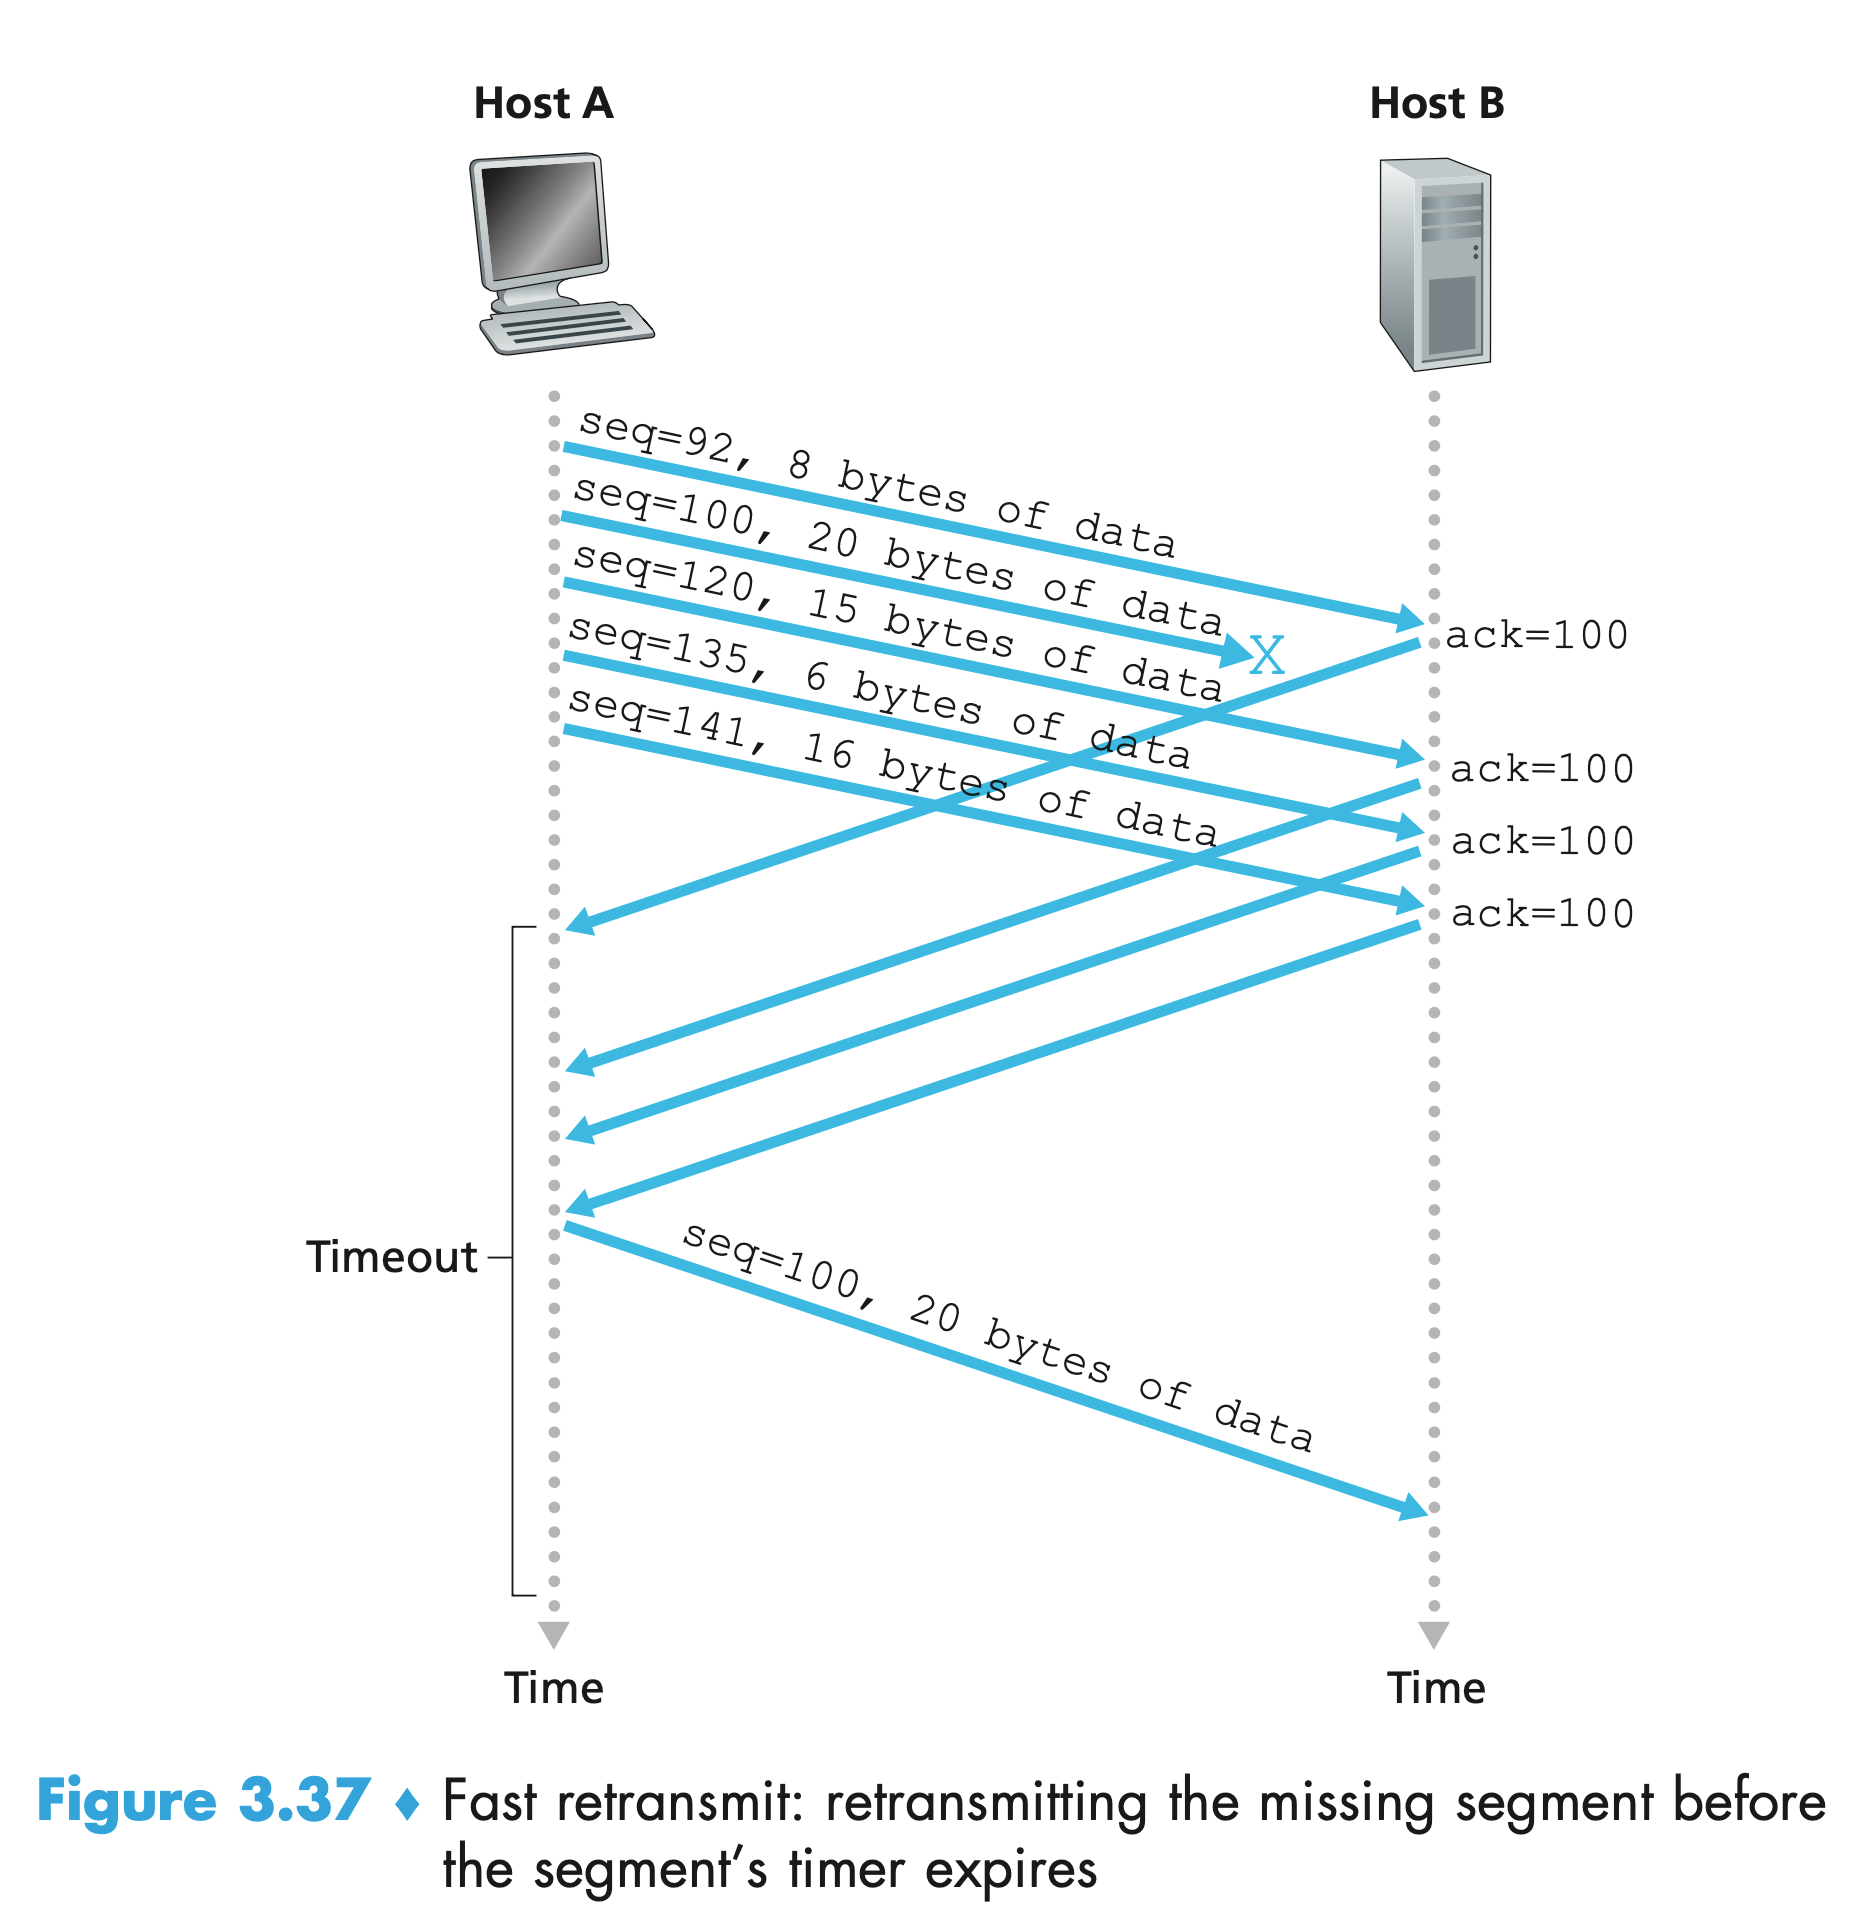 Host A
Host B
seq=92, 8 bytes of data
seq=100, 20 bytes of data
X
seq=120, 15 bytes of data
seq=135, 6 bytes of data
seq=141, 16 bytes of data
ack=100
ack=100
ack=100
ack=100
Timeout
seq=100, 20 bytes of data
Time
Time
Figure 3.37 ♦ Fast retransmit: retransmitting the missing segment before
the segment’s timer expires